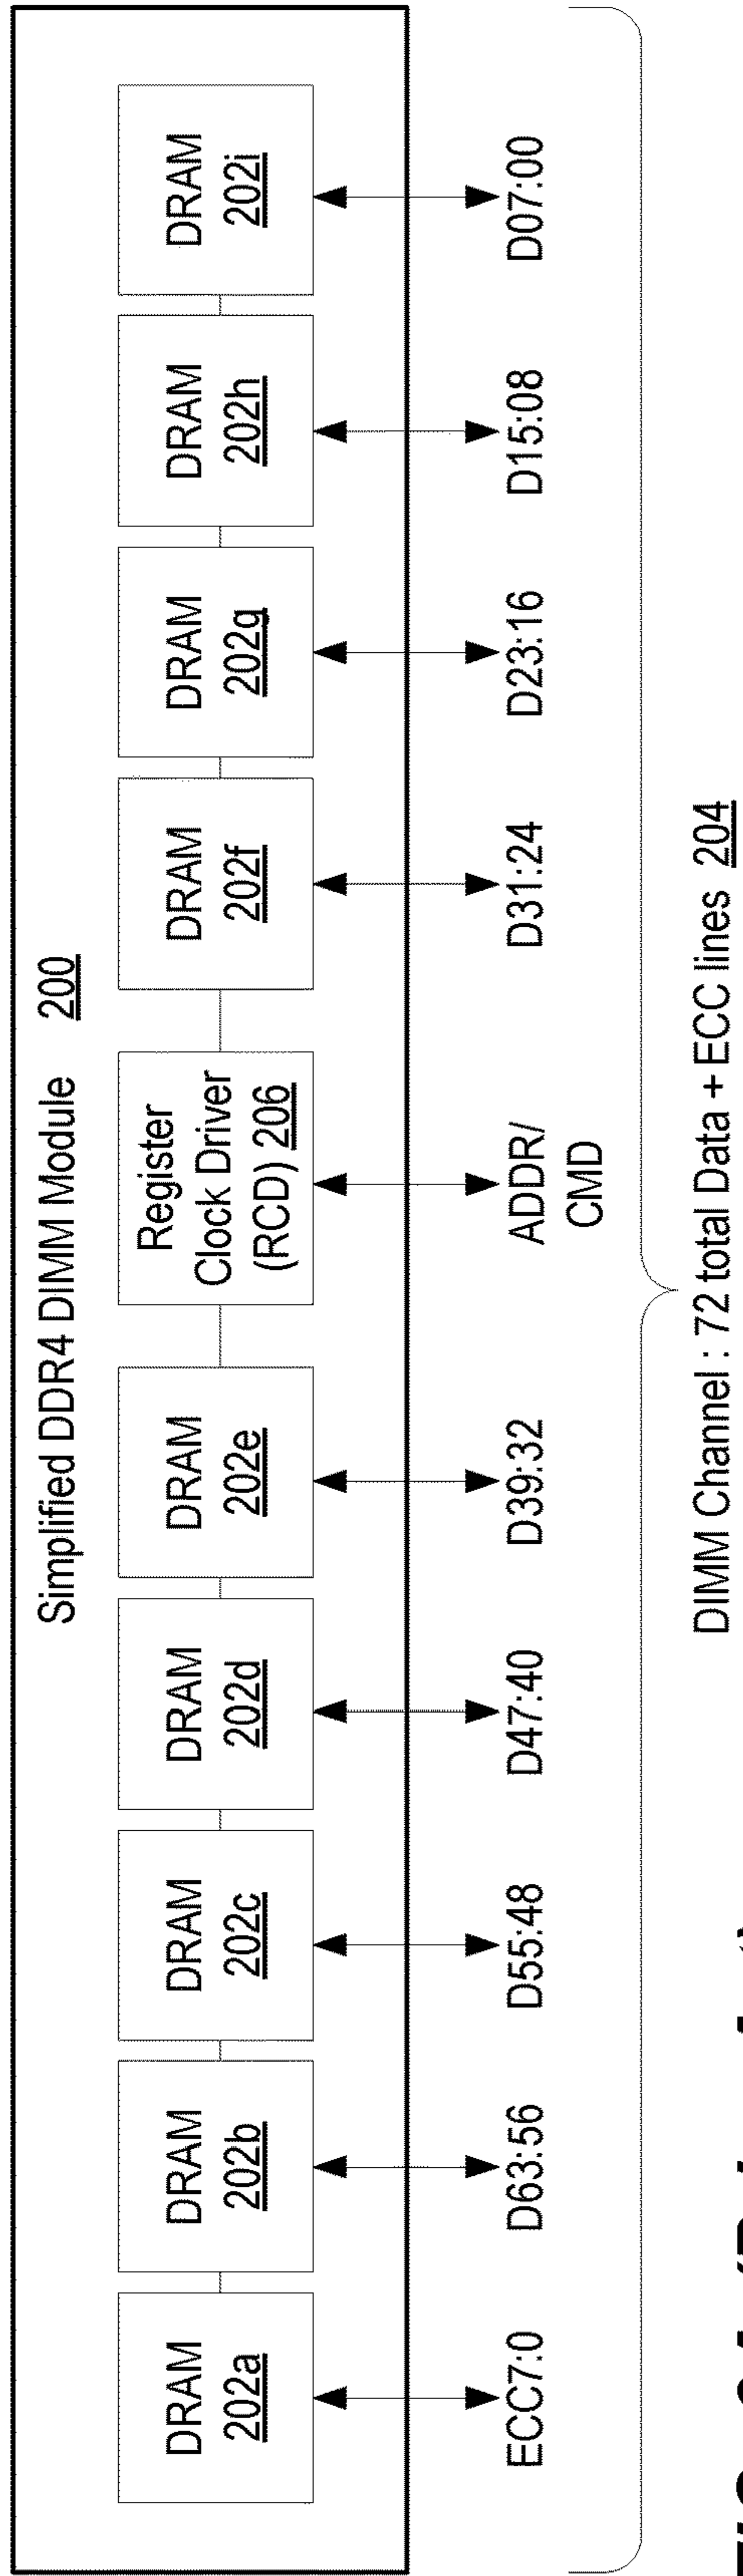 Simplified DDR4 DIMM Module 200
DRAM
202a
DRAM
202b
DRAM
202c
DRAM
202d
DRAM
202e
Register
Clock Driver
(RCD) 206
DRAM
202f
DRAM
202g
DRAM
202h
DRAM
202i
ECC7:0
D63:56
D55:48
D47:40
D39:32
ADDR/
CMD
D31:24
D23:16
D15:08
D07:00
DIMM Channel : 72 total Data + ECC lines 204